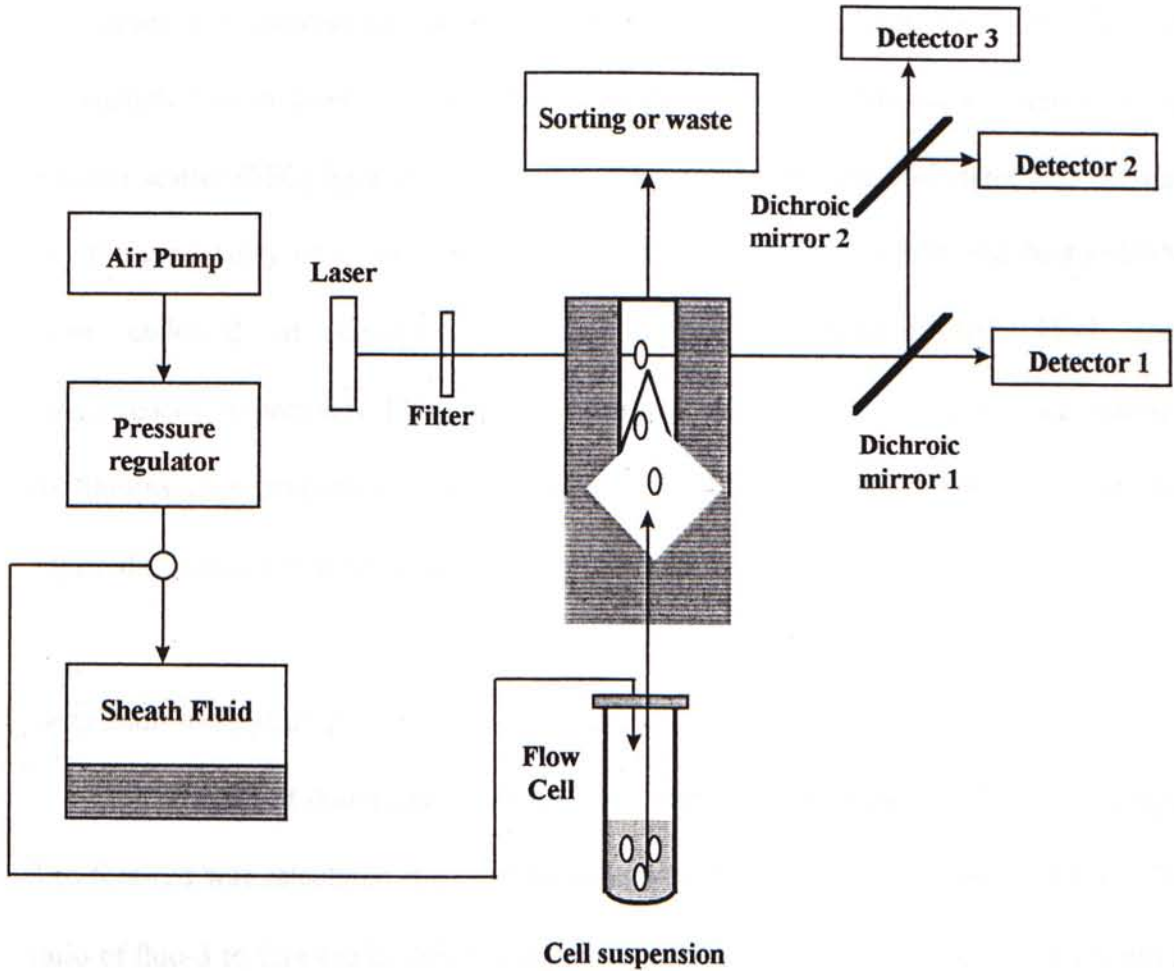 Detector 3
Sorting or waste
Detector 2
Dichroic
mirror 2
Air Pump
Laser
Detector 1
Filter
Pressure
regulator
Dichroic
mirror 1
Sheath Fluid
Flow
Cell
Cell suspension